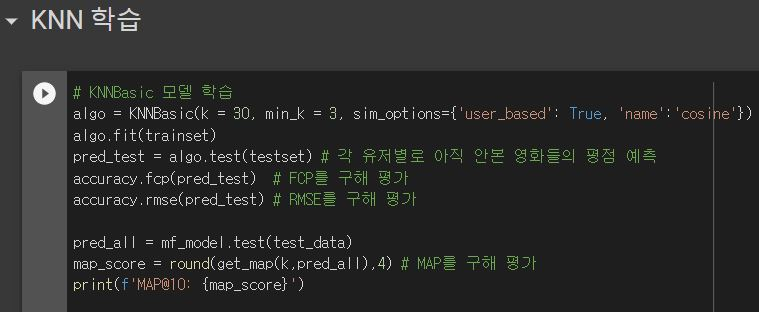 KNN 학습
# KNNBasic 모델 학습
algo = KNNBasic(k = 30, min_k = 3, sim_options={'user_based': True, 'name':'cosine'})
algo.fit(trainset)
pred_test = algo.test(testset) # 각 유저별로 아직 안본 영화들의 평점 예측
accuracy.fcp(pred_test)  # FCP를 구해 평가
accuracy.rmse(pred_test) # RMSE를 구해 평가
pred_all = mf_model.test(test_data)
map_score = round(get_map(k,pred_all),4) # MAP를 구해 평가
print(f'MAP@10: {map_score}')